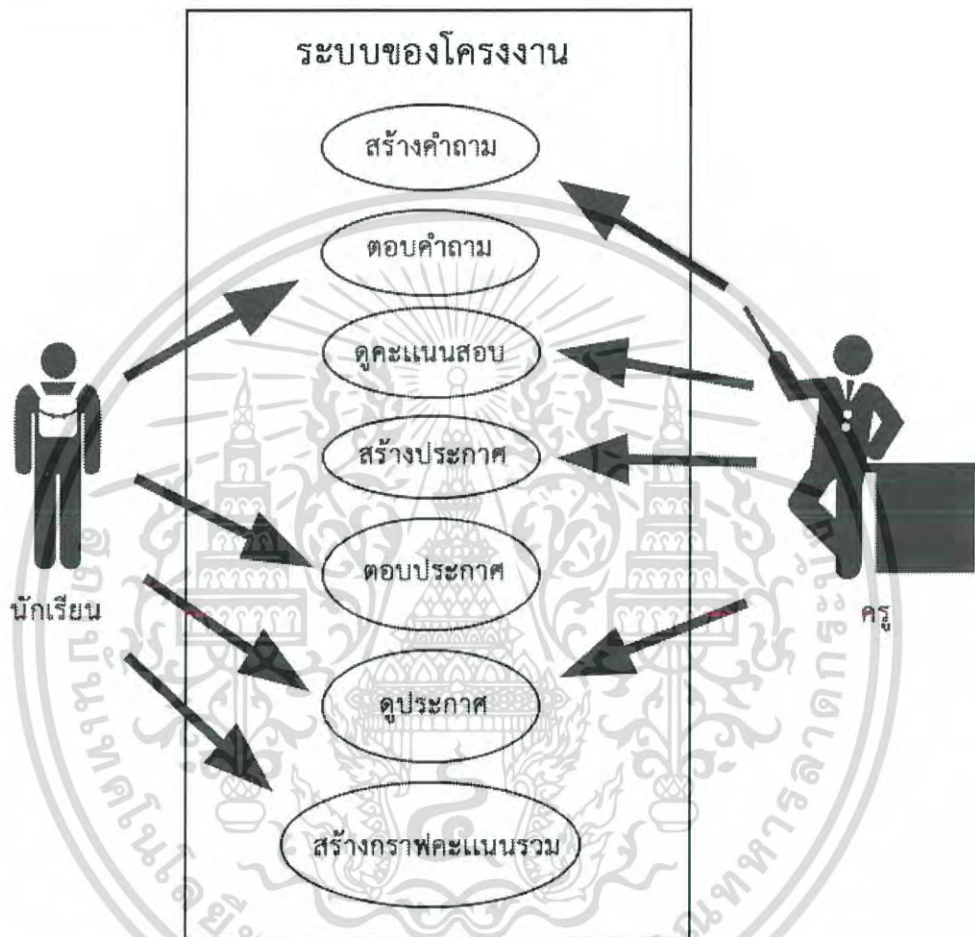 ระบบของโครงงาน
สร้างคำถาม
ตอบคำถาม
ดูคะแนนสอบ
สร้างประกาศ
ตอบประกาศ
นักเรียน
ครู
ดูประกาศ
สร้างกราฟคะแนนรวม